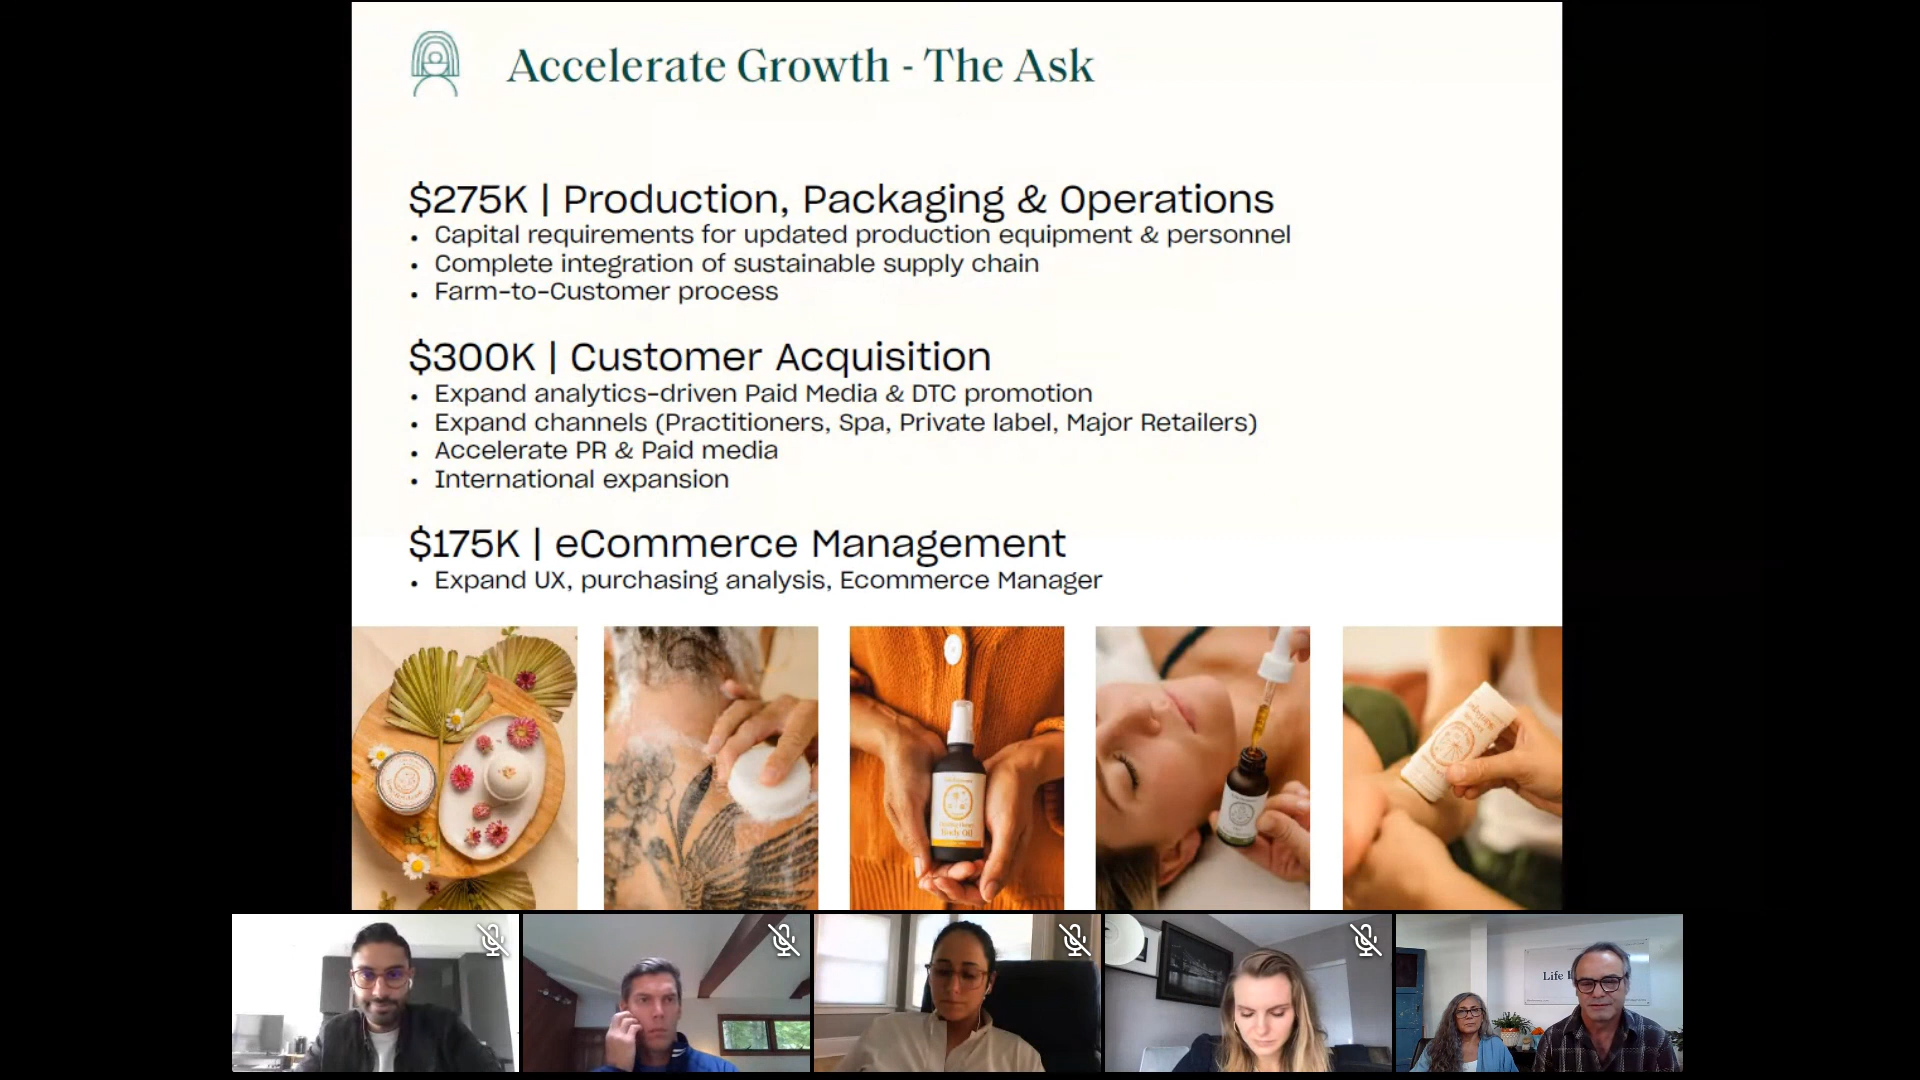 Accelerate Growth - The Ask
$275K | Production, Packaging & Operations
• Capital requirements for updated production equipment & personnel
• Complete integration of sustainable supply chain
• Farm-to-Customer process
$300K | Customer Acquisition
• Expand analytics-driven Paid Media & DTC promotion
• Expand channels (Practitioners, Spa, Private label, Major Retailers)
• Accelerate PR & Paid media
• International expansion
$175K | eCommerce Management
• Expand UX, purchasing analysis, Ecommerce Manager
Body Oil
Life